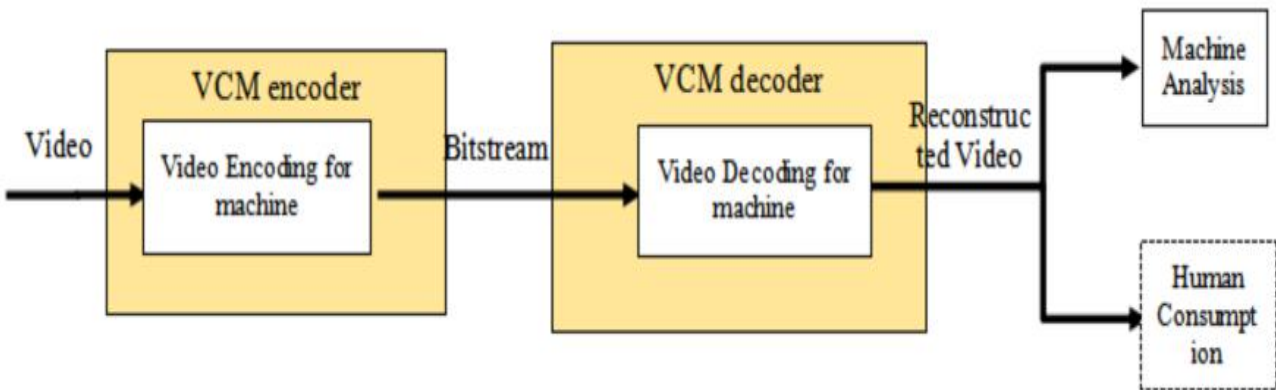 Video
VCM encoder
Video Encoding for
machine
Bitstream
VCM decoder
Video Decoding for
machine
Reconstruc
ted Video
Machine
Analysis
Human
Consumpt
ion